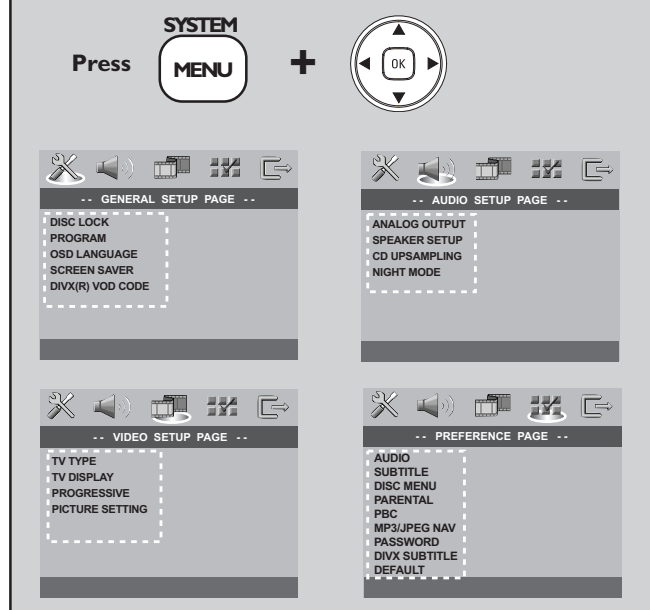 SYSTEM
Press MENU + OK
-- GENERAL SETUP PAGE --
DISC LOCK
PROGRAM
OSD LANGUAGE
SCREEN SAVER
DIVX(R) VOD CODE
-- AUDIO SETUP PAGE --
ANALOG OUTPUT
SPEAKER SETUP
CD UPSAMPLING
NIGHT MODE
-- VIDEO SETUP PAGE --
TV TYPE
TV DISPLAY
PROGRESSIVE
PICTURE SETTING
-- PREFERENCE PAGE --
AUDIO
SUBTITLE
DISC MENU
PARENTAL
PBC
MP3/JPEG NAV
PASSWORD
DIVX SUBTITLE
DEFAULT